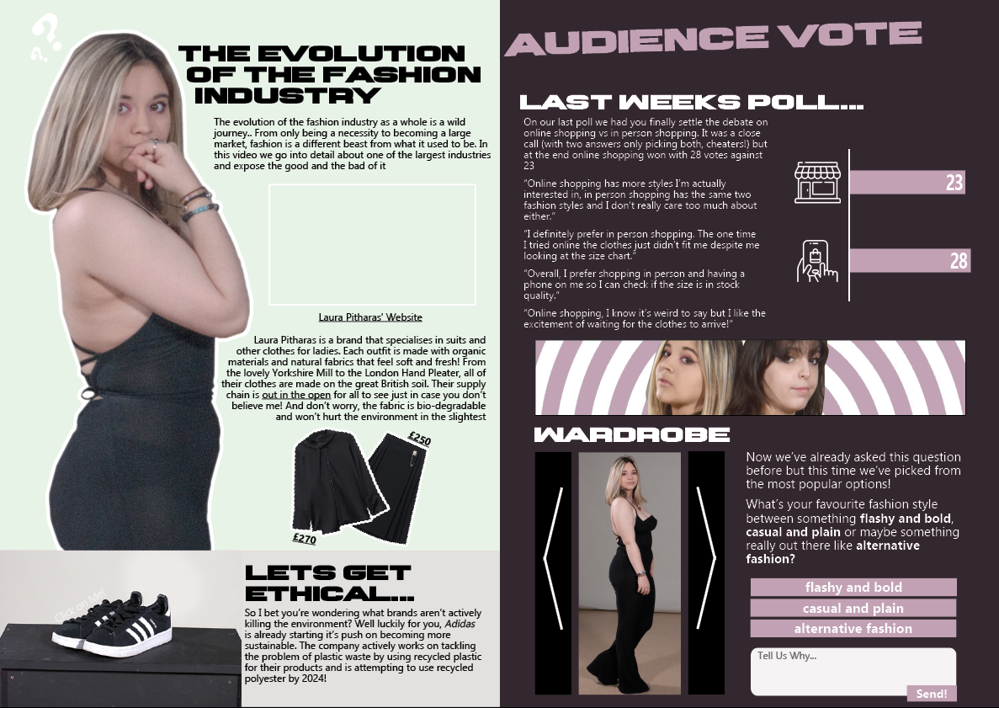 ? ? ?
THE EVOLUTION
OF THE FASHION
INDUSTRY
The evolution of the fashion industry as a whole is a wild
journey.. From only being a necessity to becoming a large
market, fashion is a different beast from what it used to be. In
this video we go into detail about one of the largest industries
and expose the good and the bad of it
Laura Pitharas' Website
Laura Pitharas is a brand that specialises in suits and
other clothes for ladies. Each outfit is made with organic
materials and natural fabrics that feel soft and fresh! From
the lovely Yorkshire Mill to the London Hand Pleater, all of
their clothes are made on the great British soil. Their supply
chain is out in the open for all to see just in case you don't
believe me! And don't worry, the fabric is bio-degradable
and won't hurt the environment in the slightest
£250
£270
Click on Me!
LETS GET
ETHICAL...
So I bet you're wondering what brands aren't actively
killing the environment? Well luckily for you, Adidas
is already starting it's push on becoming more
sustainable. The company actively works on tackling
the problem of plastic waste by using recycled plastic
for their products and is attempting to use recycled
polyester by 2024!
AUDIENCE VOTE
LAST WEEKS POLL...
On our last poll we had you finally settle the debate on
online shopping vs in person shopping. It was a close
call (with two answers only picking both, cheaters!) but
at the end online shopping won with 28 votes against
23
"Online shopping has more styles I'm actually
interested in, in person shopping has the same two
fashion styles and I don't really care too much about
either."
"I definitely prefer in person shopping. The one time
I tried online the clothes just didn't fit me despite me
looking at the size chart."
"Overall, I prefer shopping in person and having a
phone on me so I can check if the size is in stock
quality."
"Online shopping, I know it's weird to say but I like the
excitement of waiting for the clothes to arrive!"
23
28
WARDROBE
Now we've already asked this question
before but this time we've picked from
the most popular options!
What's your favourite fashion style
between something flashy and bold,
casual and plain or maybe something
really out there like alternative
fashion?
flashy and bold
casual and plain
alternative fashion
Tell Us Why...
Send!